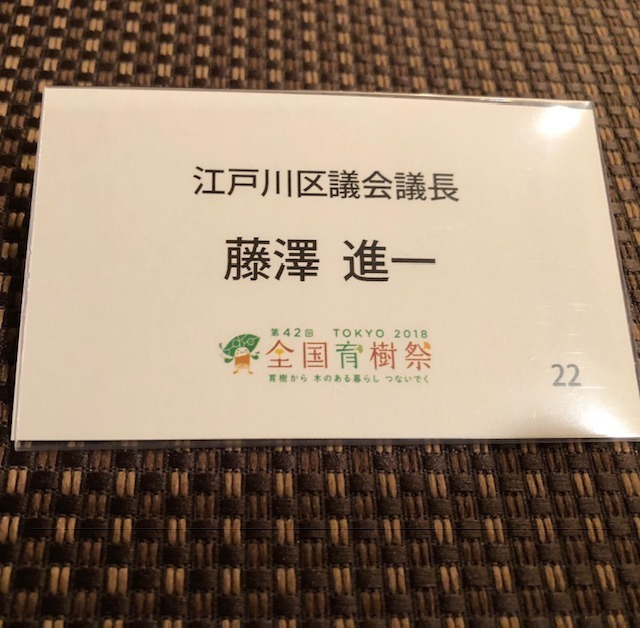 江戸川区議会議長
藤澤 進一
第42回 TOKYO 2018
全国育樹祭
育樹から 木のある暮らし つないでく
22